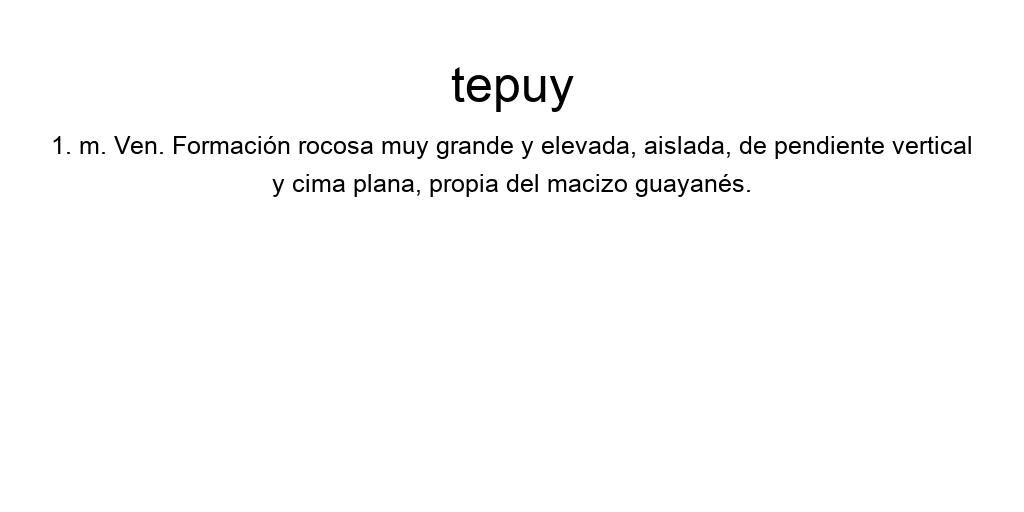 tepuy
1. m. Ven. Formación rocosa muy grande y elevada, aislada, de pendiente vertical
y cima plana, propia del macizo guayanés.